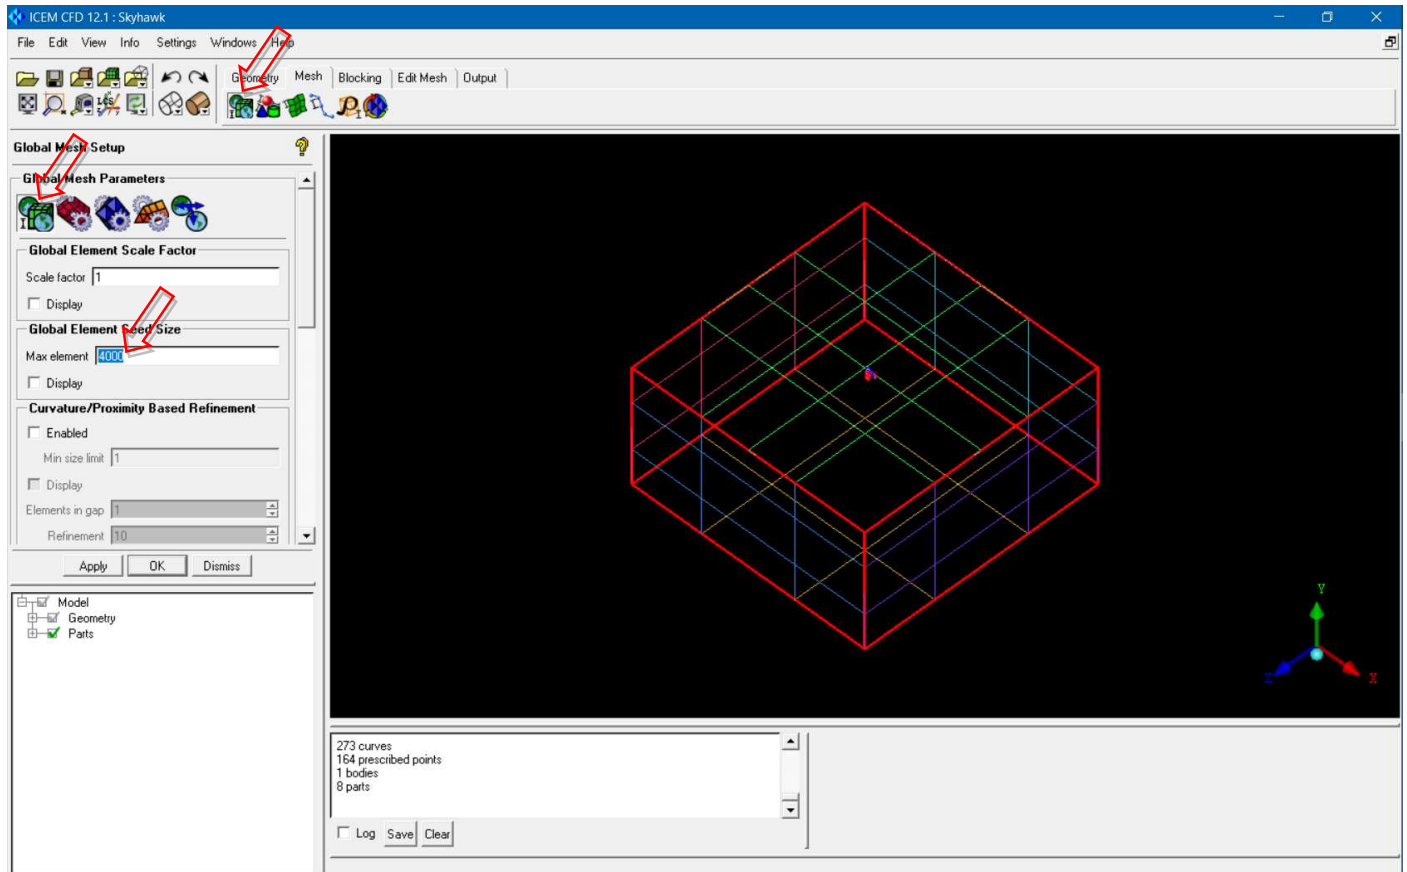 ICEM CFD 12.1 : Skyhawk
File Edit View Info Settings Windows Help
Geometry Mesh Blocking Edit Mesh Output
Global Mesh Setup
Global Mesh Parameters
Global Element Scale Factor
Scale factor 1
Display
Global Element Seed Size
Max element 4000
Display
Curvature/Proximity Based Refinement
Enabled
Min size limit 1
Display
Elements in gap 1
Refinement 10
Apply OK Dismiss
Model
Geometry
Parts
Y
Z
X
273 curves
164 prescribed points
1 bodies
8 parts
Log Save Clear